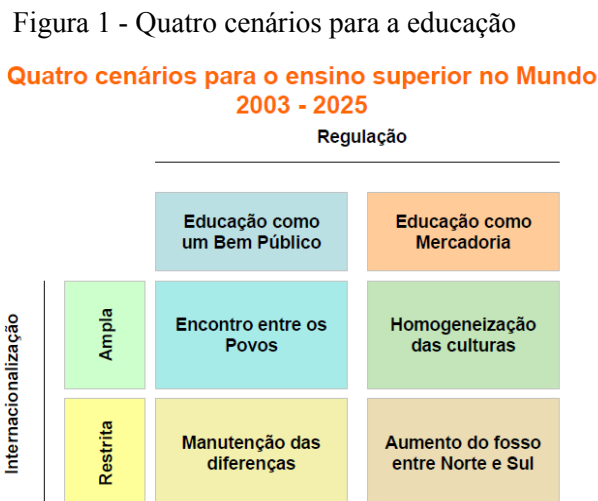 Figura 1 - Quatro cenários para a educação
Quatro cenários para o ensino superior no Mundo
2003 - 2025
Regulação
Educação como
um Bem Público
Educação como
Mercadoria
Internacionalização
Ampla
Encontro entre os
Povos
Homogeneização
das culturas
Restrita
Manutenção das
diferenças
Aumento do fosso
entre Norte e Sul